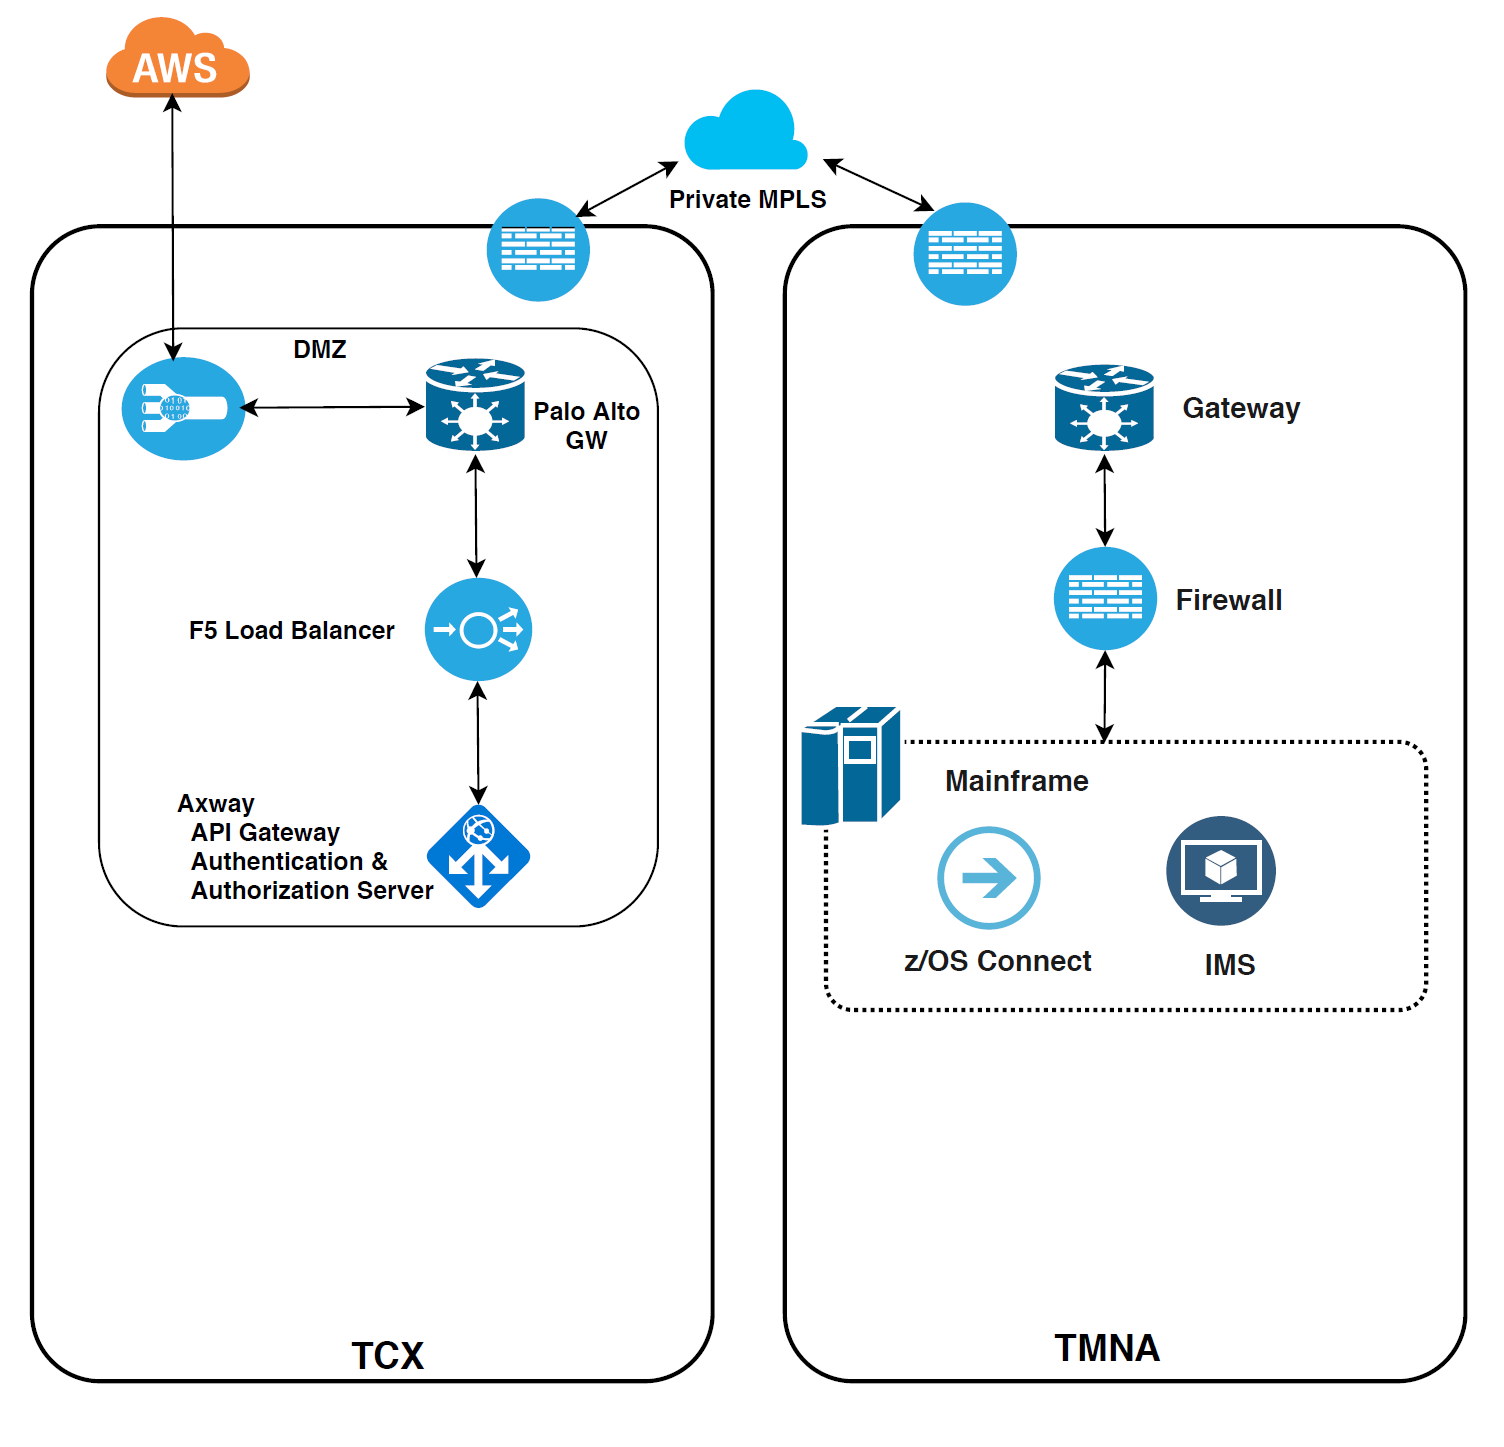 AWS
Private MPLS
DMZ
Palo Alto
GW
F5 Load Balancer
Axway
API Gateway
Authentication &
Authorization Server
TCX
Gateway
Firewall
Mainframe
z/OS Connect
IMS
TMNA